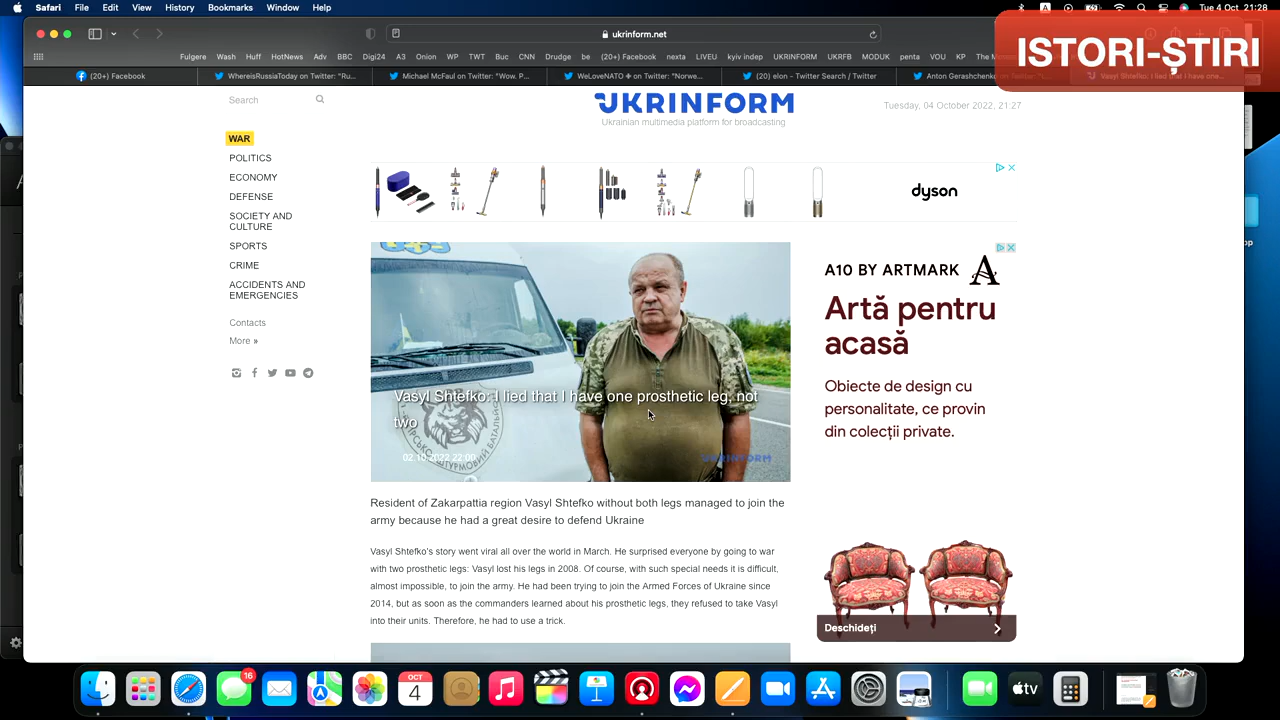 Safari File Edit View History Bookmarks Window Help
Tue 4 Oct 21:28
ukrinform.net
ISTORI-ȘTIRI
Fulgere Wash Huff HotNews Adv BBC Digi24 A3 Onion WP TWT Buc CNN Drudge be (20+) Facebook nexta LIVEU kyiv indep UKRINFORM UKRFB MODUK penta VOU KP The
(20+) Facebook
WhereisRussiaToday on Twitter: "Ru...
Michael McFaul on Twitter: "Wow. P...
WeLoveNATO on Twitter: "Norwe...
(20) elon - Twitter Search / Twitter
Anton Gerashchenko
Vasyl Shtefko: I lied that I have one...
Search
UKRINFORM
Ukrainian multimedia platform for broadcasting
Tuesday, 04 October 2022, 21:27
WAR
POLITICS
ECONOMY
DEFENSE
SOCIETY AND
CULTURE
SPORTS
CRIME
ACCIDENTS AND
EMERGENCIES
Contacts
More »
dyson
Vasyl Shtefko: I lied that I have one prosthetic leg, not
two
02.10.2022 22:00
UKRINFORM
Resident of Zakarpattia region Vasyl Shtefko without both legs managed to join the
army because he had a great desire to defend Ukraine
Vasyl Shtefko's story went viral all over the world in March. He surprised everyone by going to war
with two prosthetic legs: Vasyl lost his legs in 2008. Of course, with such special needs it is difficult,
almost impossible, to join the army. He had been trying to join the Armed Forces of Ukraine since
2014, but as soon as the commanders learned about his prosthetic legs, they refused to take Vasyl
into their units. Therefore, he had to use a trick.
A10 BY ARTMARK
Artă pentru
acasă
Obiecte de design cu
personalitate, ce provin
din colecții private.
Deschideți
16
OCT
4
tv